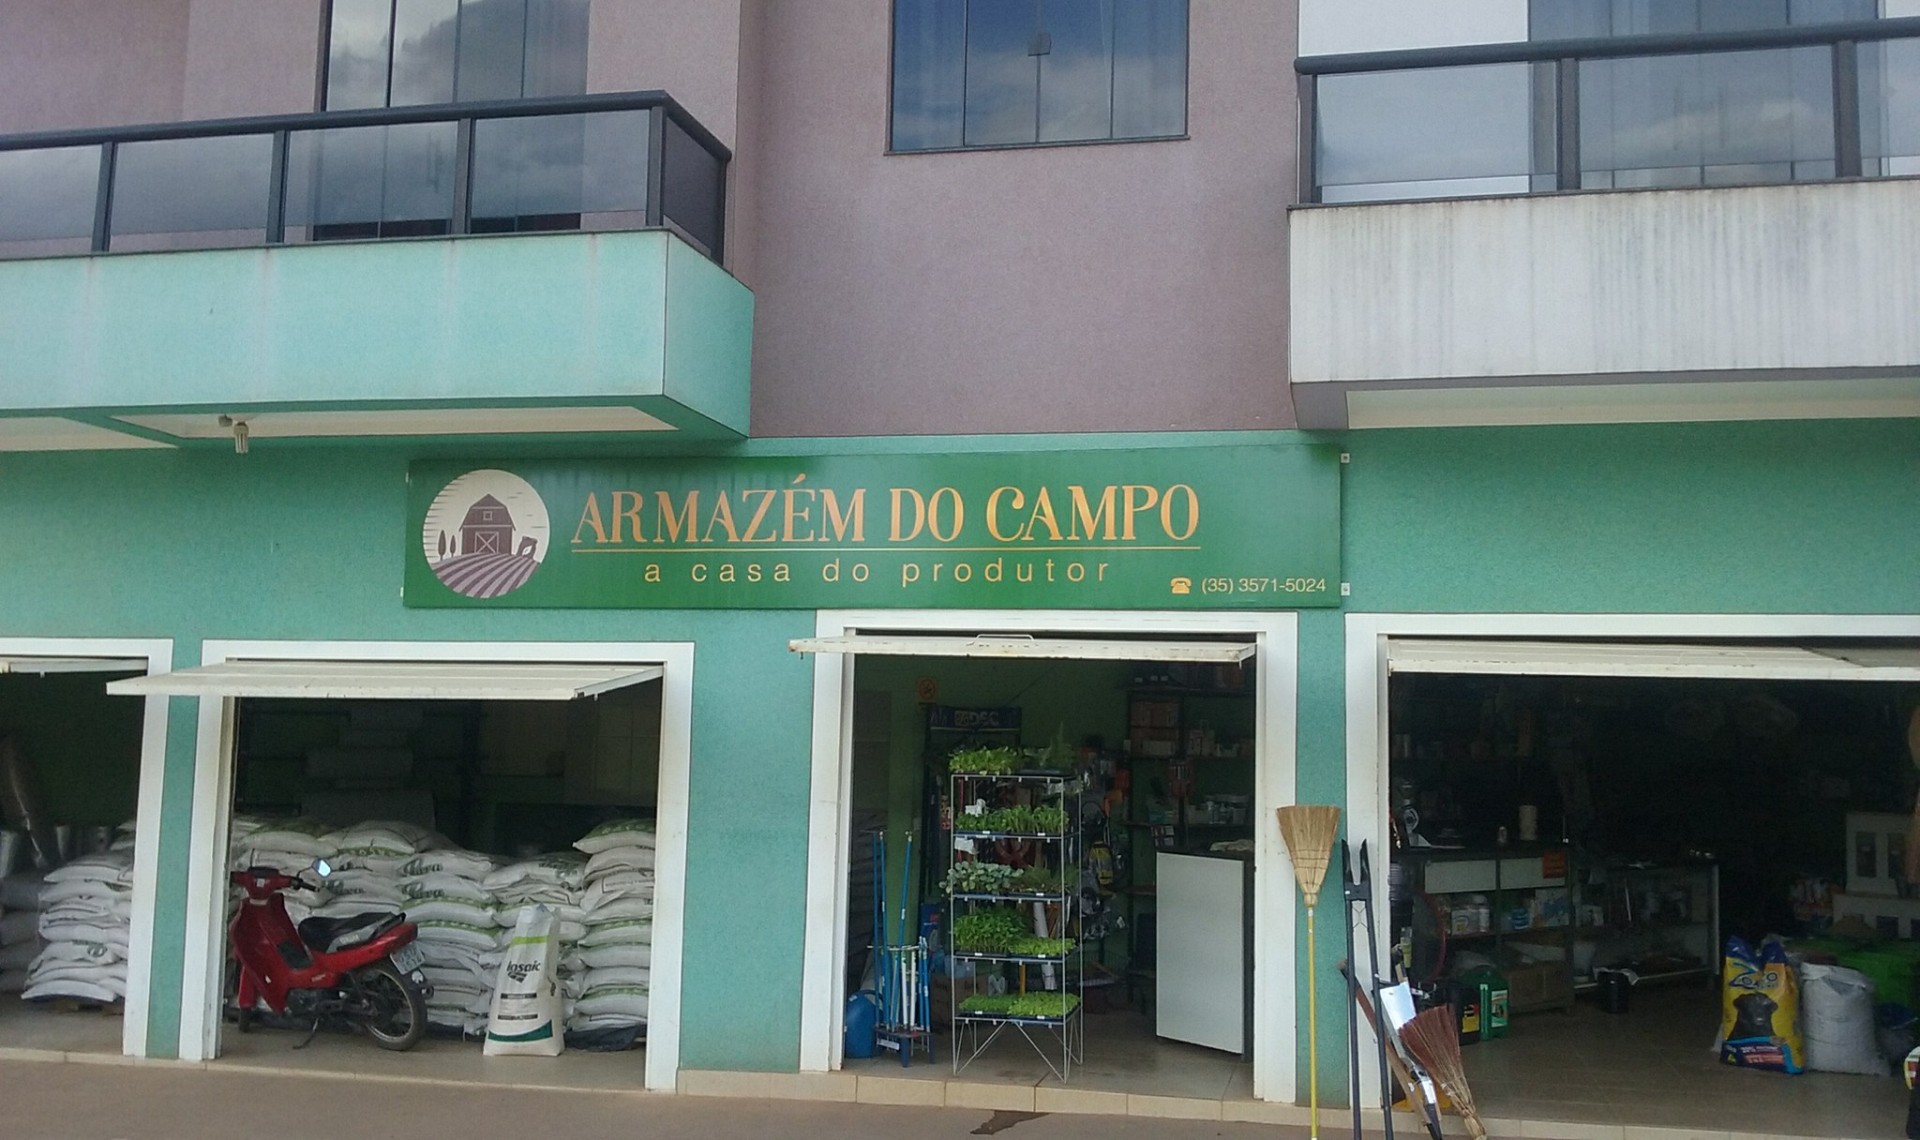 ARMAZÉM DO CAMPO
a casa do produtor
(35) 3571-5024